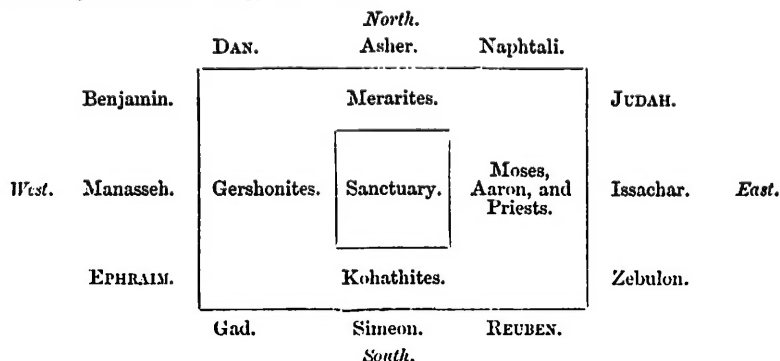 North.
DAN. Asher. Naphtali.
Benjamin. Merarites. JUDAH.
Moses,
West. Manasseh. Gershonites. Sanctuary. Aaron, and Issachar. East.
Priests.
EPHRAIM. Kohathites. Zebulon.
Gad. Simeon. REUBEN.
South.